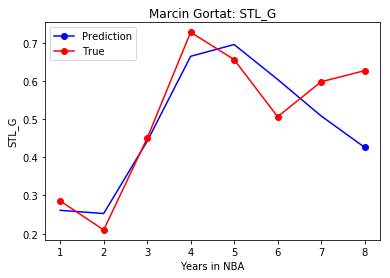 Marcin Gortat: STL_G
Prediction
True
STL_G
0.7
0.6
0.5
0.4
0.3
0.2
1 2 3 4 5 6 7 8
Years in NBA